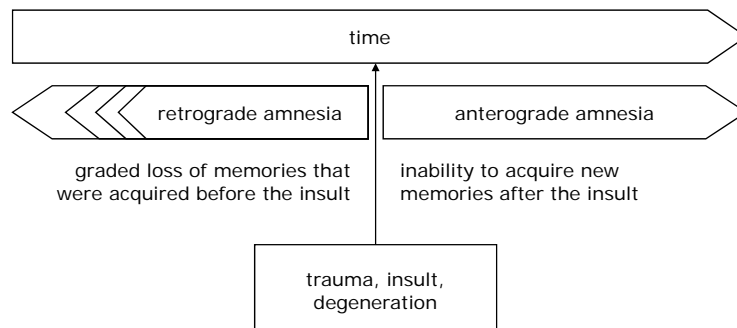 time
retrograde amnesia
anterograde amnesia
graded loss of memories that
were acquired before the insult
inability to acquire new
memories after the insult
trauma, insult,
degeneration